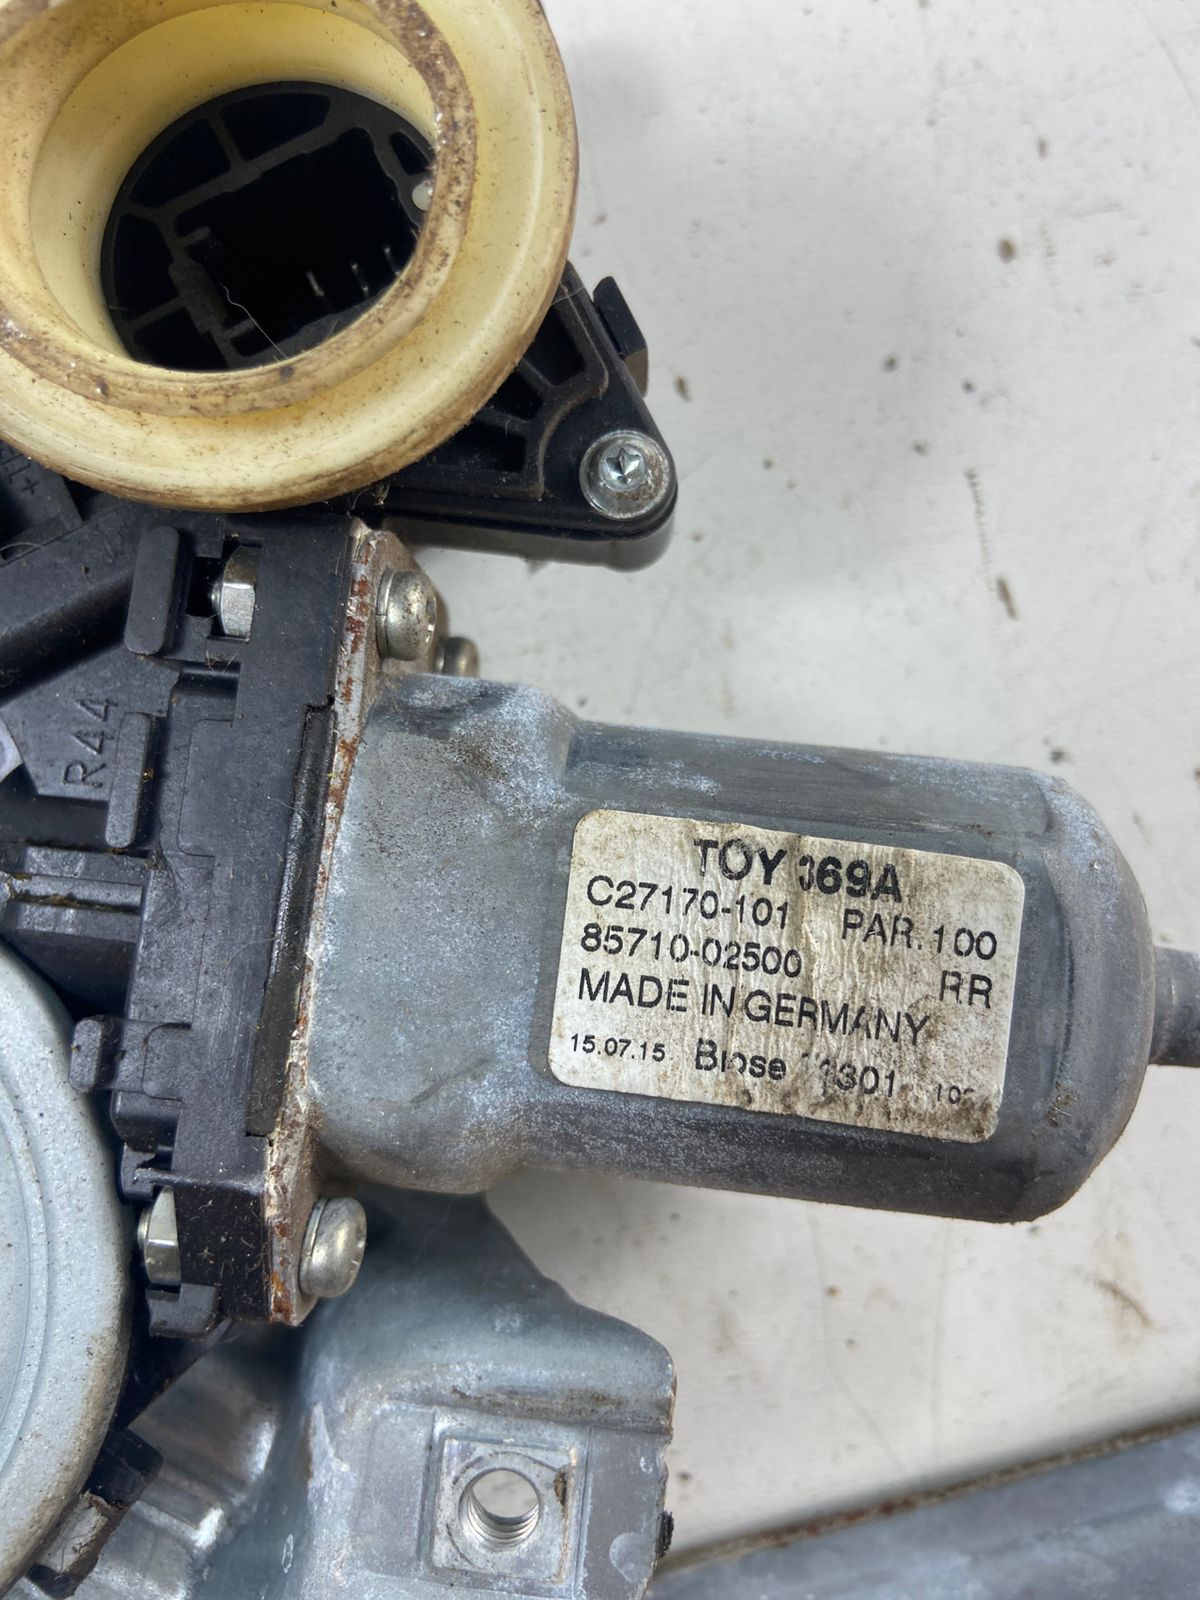 R44
TOY 369A
C27170-101 PAR.100
85710-02500 RR
MADE IN GERMANY
15.07.15 Brose